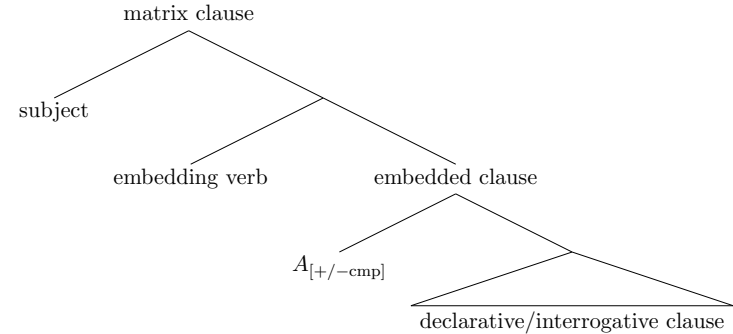 matrix clause
subject
embedding verb
embedded clause
A[+/−cmp]
declarative/interrogative clause